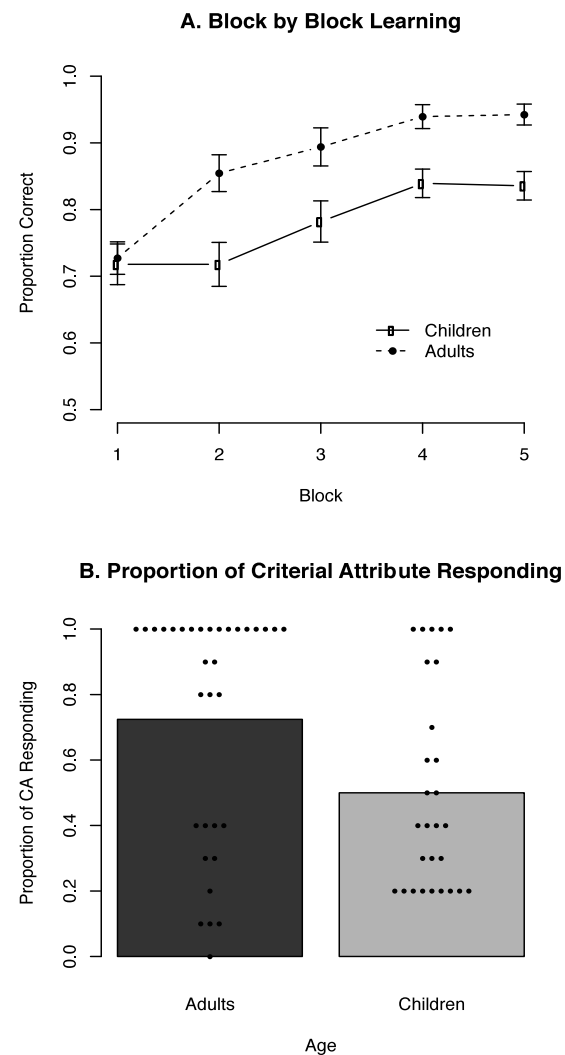 A. Block by Block Learning
Proportion Correct
1.0
0.9
0.8
0.7
0.6
0.5
Children
Adults
1 2 3 4 5
Block
B. Proportion of Criterial Attribute Responding
Proportion of CA Responding
1.0
0.8
0.6
0.4
0.2
0.0
Adults Children
Age